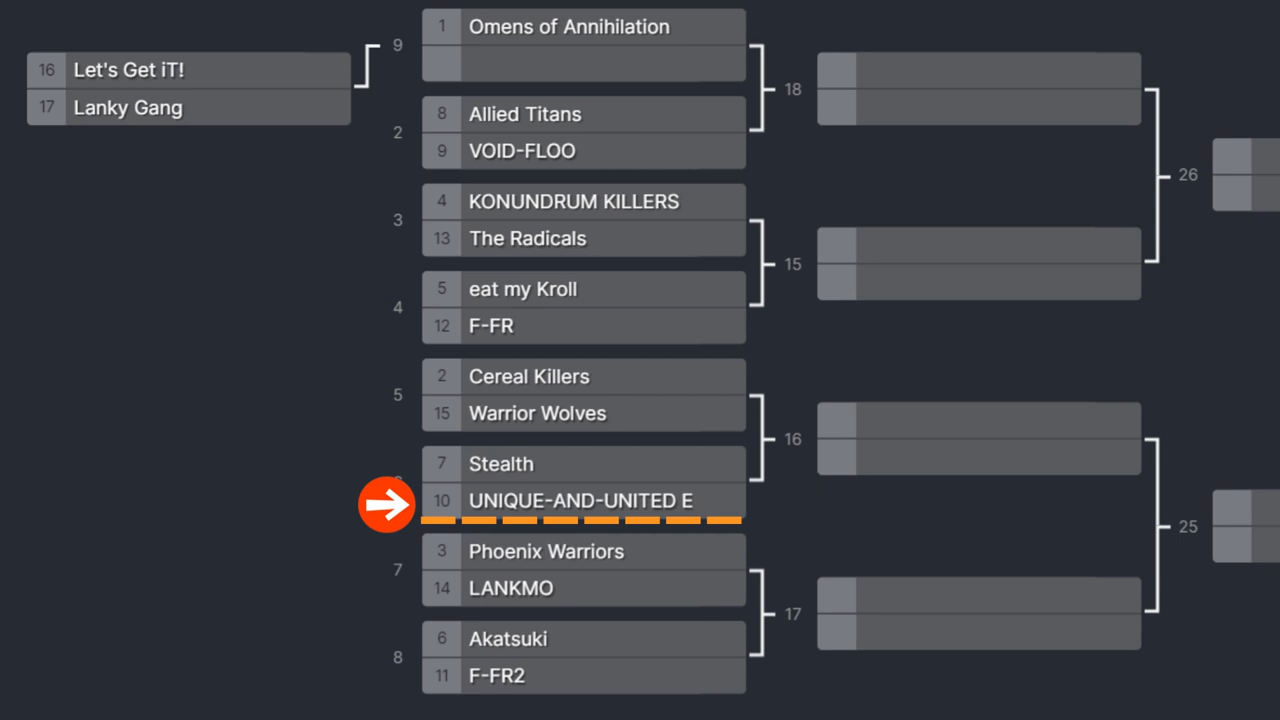 16 Let's Get iT!
17 Lanky Gang
9
1 Omens of Annihilation
2
8 Allied Titans
9 VOID-FLOO
3
4 KONUNDRUM KILLERS
13 The Radicals
4
5 eat my Kroll
12 F-FR
5
2 Cereal Killers
15 Warrior Wolves
7 Stealth
10 UNIQUE-AND-UNITED E
7
3 Phoenix Warriors
14 LANKMO
8
6 Akatsuki
11 F-FR2
18
15
16
17
26
25